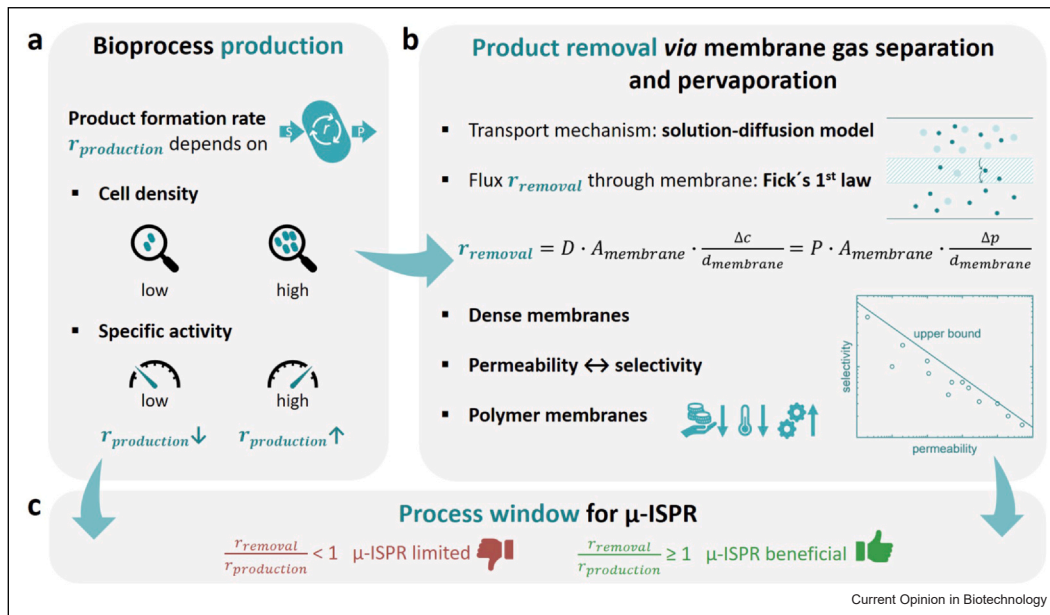 a
Bioprocess production
Product formation rate
r_production depends on
S
r
P
▪ Cell density
low
high
▪ Specific activity
low
high
r_production ↓
r_production ↑
b
Product removal via membrane gas separation
and pervaporation
▪ Transport mechanism: solution-diffusion model
▪ Flux r_removal through membrane: Fick´s 1st law
r_removal = D · A_membrane · Δc/d_membrane = P · A_membrane · Δp/d_membrane
▪ Dense membranes
▪ Permeability ↔ selectivity
▪ Polymer membranes
upper bound
selectivity
permeability
c
Process window for μ-ISPR
r_removal/r_production < 1 μ-ISPR limited
r_removal/r_production ≥ 1 μ-ISPR beneficial
Current Opinion in Biotechnology